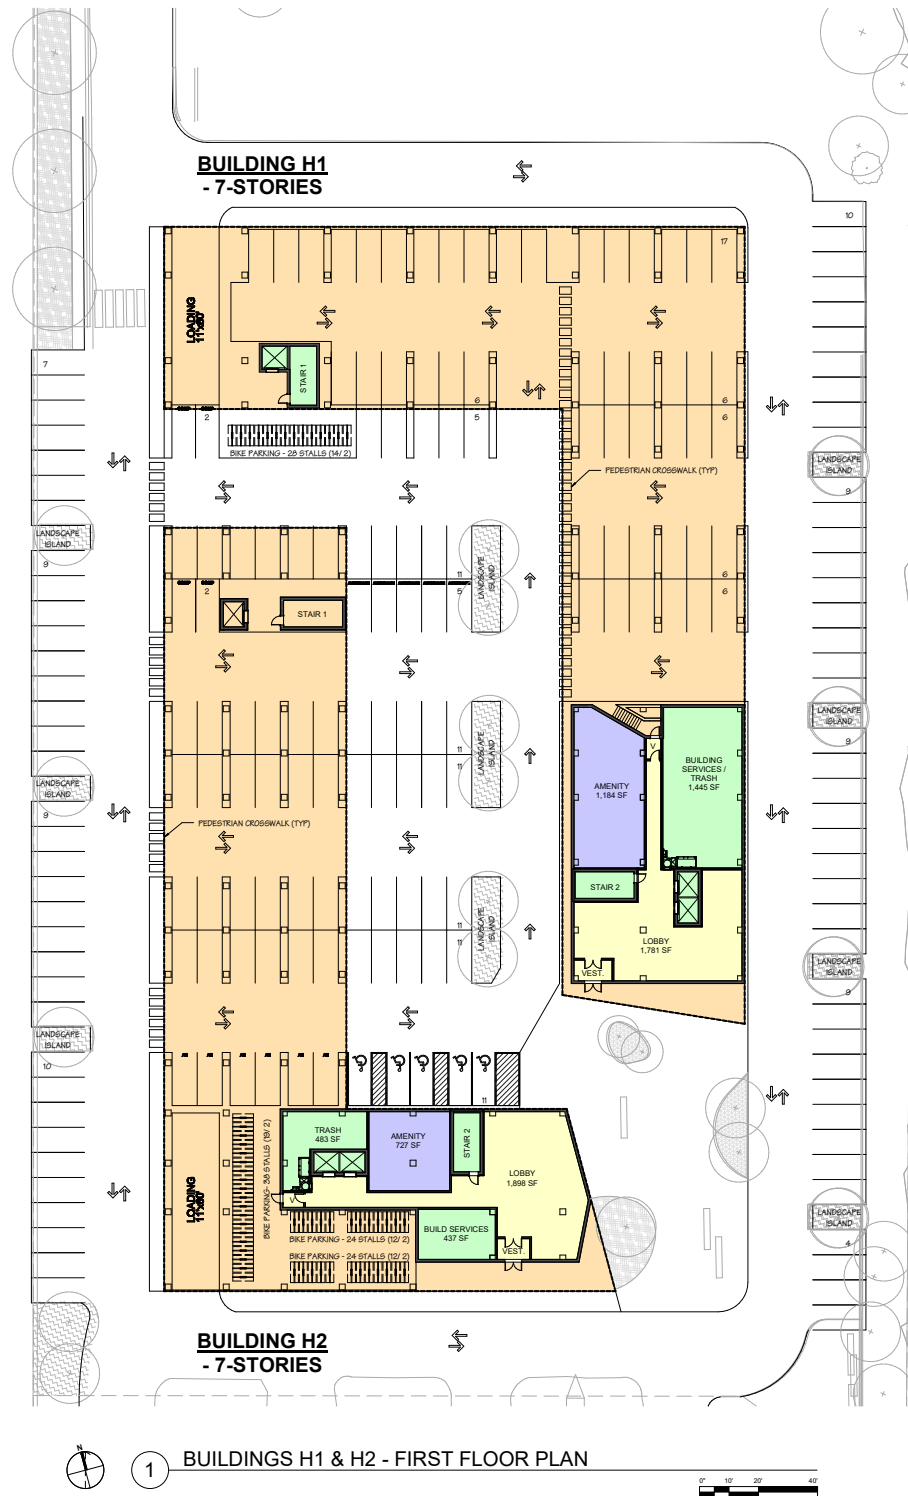 BUILDING H1
- 7-STORIES
10
17
LOADING
11'x60'
7
STAIR 1
6
5
6
6
2
BIKE PARKING - 28 STALLS (14/ 2)
PEDESTRIAN CROSSWALK (TYP)
LANDSCAPE
ISLAND
9
LANDSCAPE
ISLAND
9
LANDSCAPE
ISLAND
11
5
6
6
2
STAIR 1
LANDSCAPE
ISLAND
9
LANDSCAPE
ISLAND
11
11
V
AMENITY
1,184 SF
BUILDING
SERVICES /
TRASH
1,445 SF
LANDSCAPE
ISLAND
9
PEDESTRIAN CROSSWALK (TYP)
STAIR 2
LANDSCAPE
ISLAND
11
11
LOBBY
1,781 SF
VEST.
LANDSCAPE
ISLAND
9
LANDSCAPE
ISLAND
10
11
TRASH
483 SF
AMENITY
727 SF
STAIR 2
BIKE PARKING- 38 STALLS (19/ 2)
LOBBY
1,898 SF
LOADING
11'x60'
V
LANDSCAPE
ISLAND
4
BUILD SERVICES
437 SF
BIKE PARKING - 24 STALLS (12/ 2)
BIKE PARKING - 24 STALLS (12/ 2)
VEST.
BUILDING H2
- 7-STORIES
N
1
BUILDINGS H1 & H2 - FIRST FLOOR PLAN
0" 10' 20' 40'